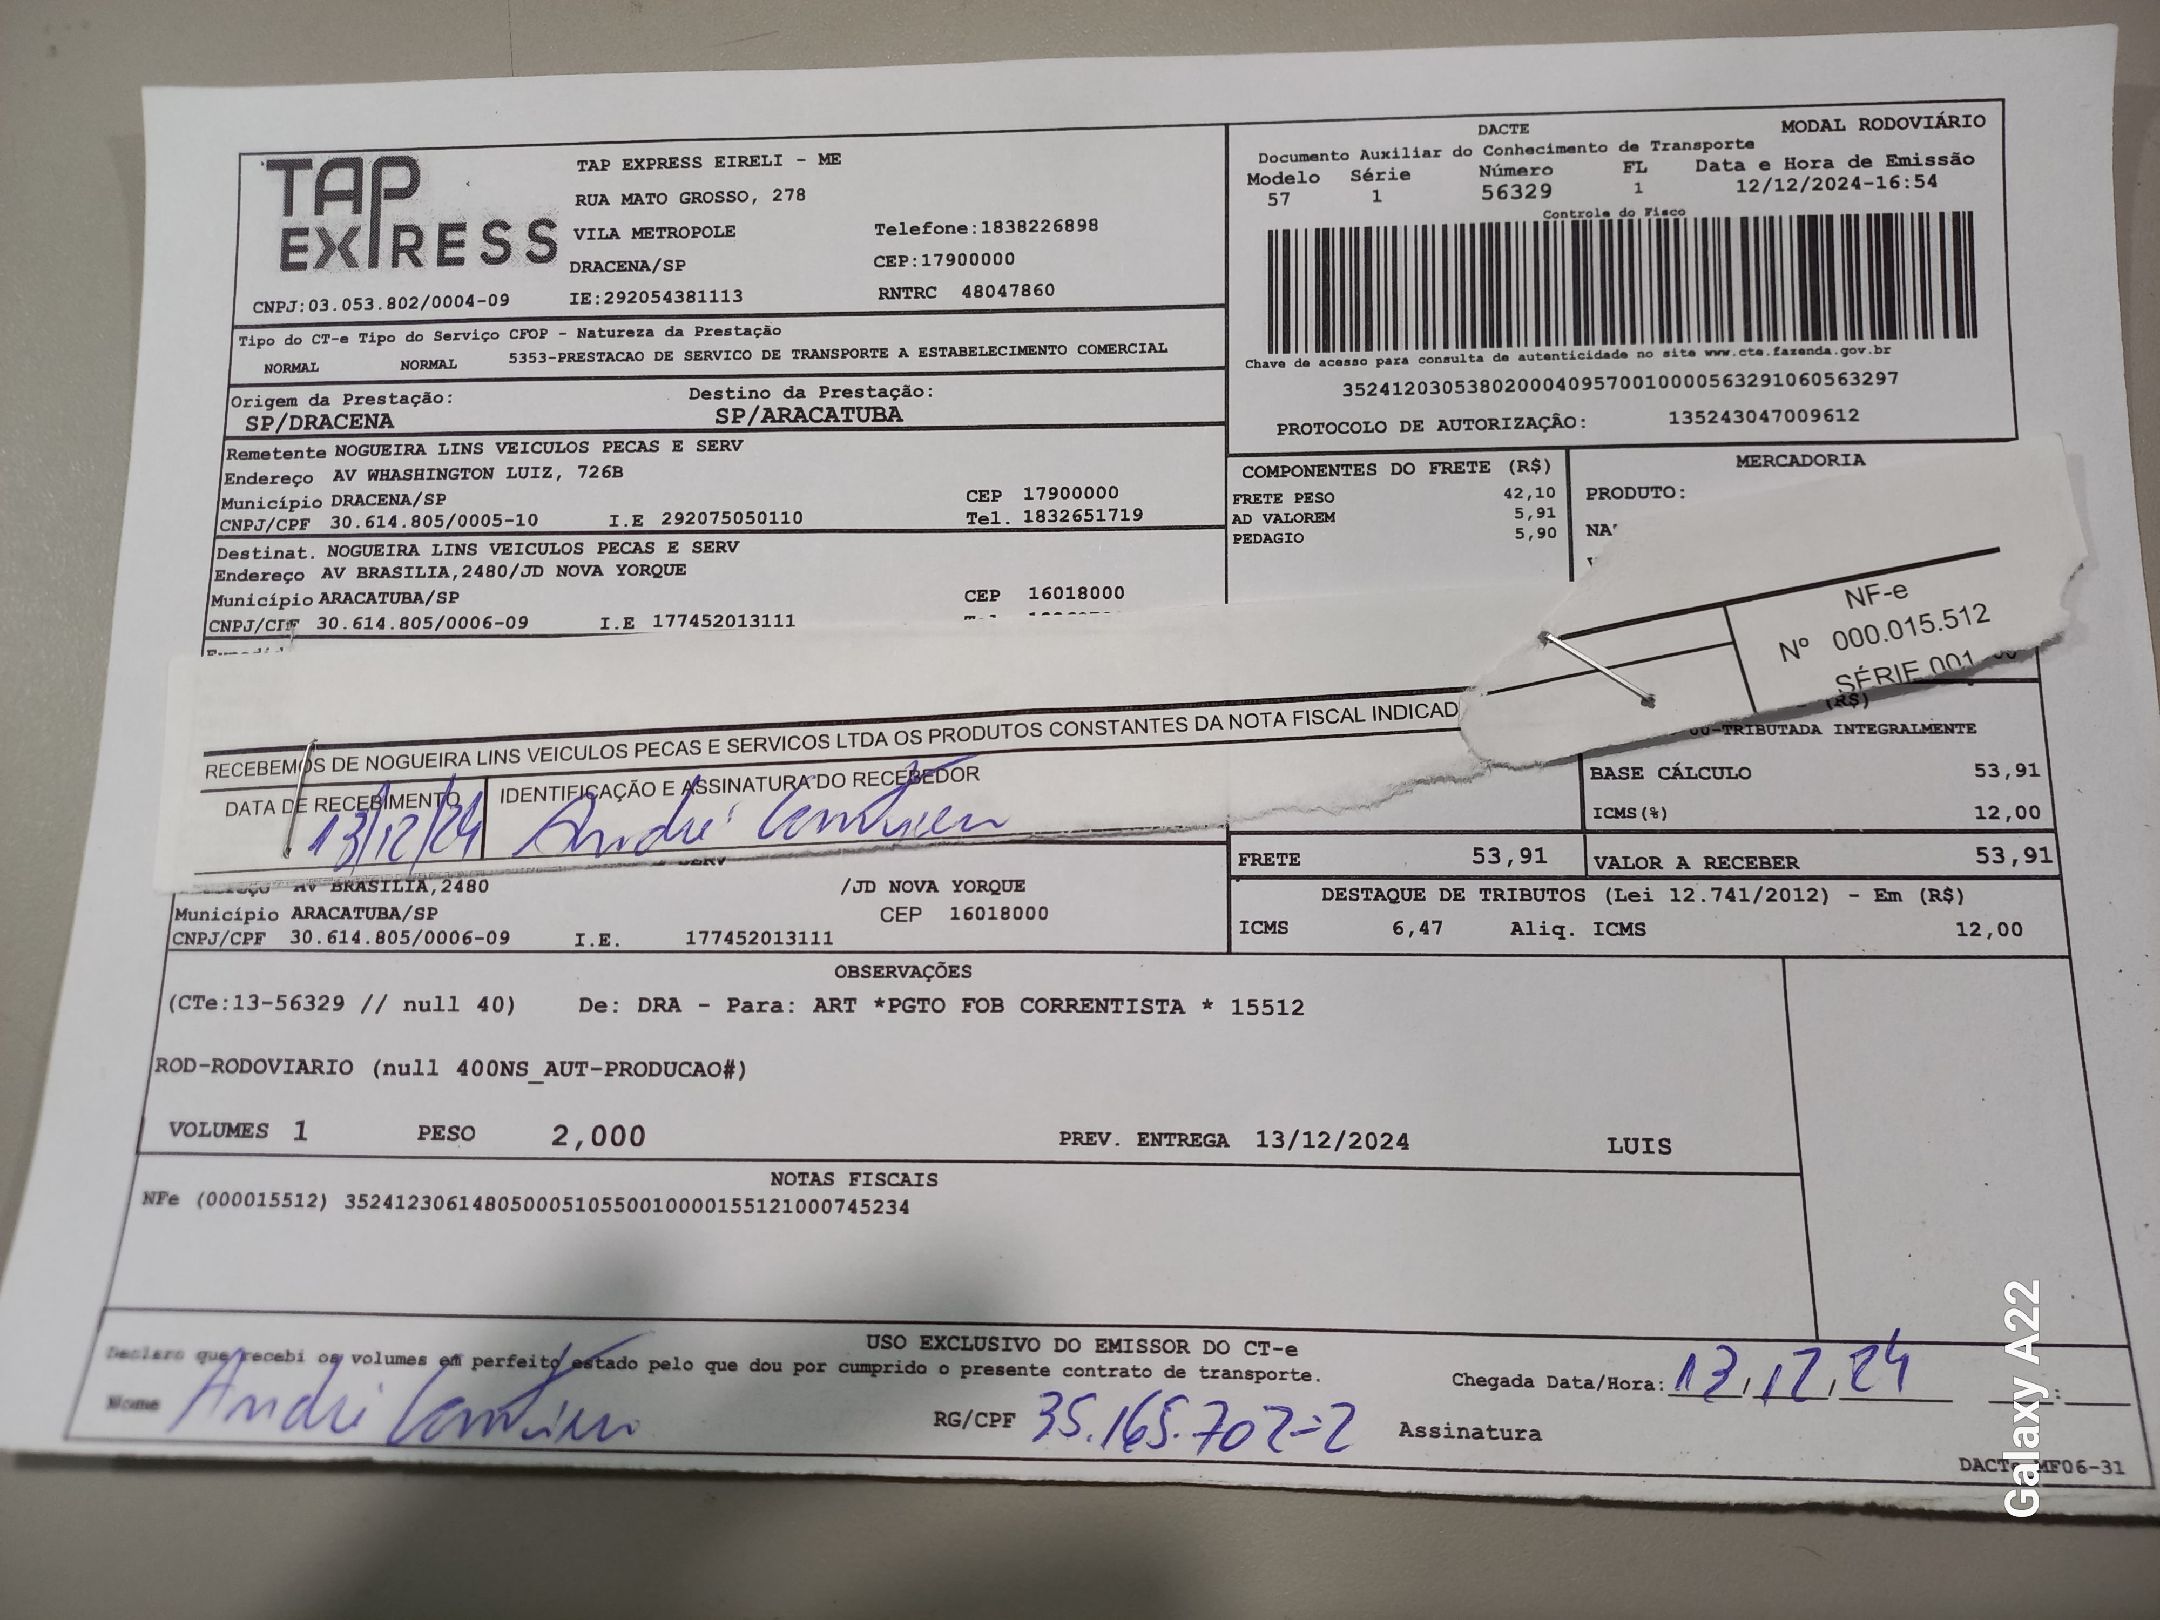 TAP EXPRESS
TAP EXPRESS EIRELI - ME
RUA MATO GROSSO, 278
VILA METROPOLE
Telefone:1838226898
DRACENA/SP
CEP:17900000
CNPJ:03.053.802/0004-09
IE:292054381113
RNTRC 48047860
DACTE
MODAL RODOVIÁRIO
Documento Auxiliar do Conhecimento de Transporte
Modelo Série Número FL Data e Hora de Emissão
57 1 56329 1 12/12/2024-16:54
Controle do Fisco
Chave de acesso para consulta de autenticidade no site www.cte.fazenda.gov.br
35241203053802000409570010000563291060563297
PROTOCOLO DE AUTORIZAÇÃO: 135243047009612
Tipo do CT-e Tipo do Serviço CFOP - Natureza da Prestação
NORMAL NORMAL 5353-PRESTACAO DE SERVICO DE TRANSPORTE A ESTABELECIMENTO COMERCIAL
Origem da Prestação: Destino da Prestação:
SP/DRACENA SP/ARACATUBA
Remetente NOGUEIRA LINS VEICULOS PECAS E SERV
Endereço AV WHASHINGTON LUIZ, 726B
Município DRACENA/SP CEP 17900000
CNPJ/CPF 30.614.805/0005-10 I.E 292075050110 Tel. 1832651719
Destinat. NOGUEIRA LINS VEICULOS PECAS E SERV
Endereço AV BRASILIA,2480/JD NOVA YORQUE
Município ARACATUBA/SP CEP 16018000
CNPJ/CPF 30.614.805/0006-09 I.E 177452013111
COMPONENTES DO FRETE (R$)
FRETE PESO 42,10
AD VALOREM 5,91
PEDAGIO 5,90
MERCADORIA
PRODUTO:
NA
NF-e
Nº 000.015.512
SÉRIE 001
RECEBEMOS DE NOGUEIRA LINS VEICULOS PECAS E SERVICOS LTDA OS PRODUTOS CONSTANTES DA NOTA FISCAL INDICAD
DATA DE RECEBIMENTO
IDENTIFICAÇÃO E ASSINATURA DO RECEBEDOR
13/12/24
André
(R$)
00-TRIBUTADA INTEGRALMENTE
BASE CÁLCULO 53,91
ICMS(%) 12,00
FRETE 53,91 VALOR A RECEBER 53,91
AV BRASILIA,2480 /JD NOVA YORQUE
Município ARACATUBA/SP CEP 16018000
CNPJ/CPF 30.614.805/0006-09 I.E. 177452013111
DESTAQUE DE TRIBUTOS (Lei 12.741/2012) - Em (R$)
ICMS 6,47 Aliq. ICMS 12,00
OBSERVAÇÕES
(CTe:13-56329 // null 40) De: DRA - Para: ART *PGTO FOB CORRENTISTA * 15512
ROD-RODOVIARIO (null 400NS_AUT-PRODUCAO#)
VOLUMES 1 PESO 2,000 PREV. ENTREGA 13/12/2024 LUIS
NOTAS FISCAIS
NFe (000015512) 35241230614805000510550010000155121000745234
USO EXCLUSIVO DO EMISSOR DO CT-e
Declaro que recebi os volumes em perfeito estado pelo que dou por cumprido o presente contrato de transporte.
Chegada Data/Hora: 13,12,24 :
Nome André
RG/CPF 35.165.702-2
Assinatura
DACTe MF06-31
Galaxy A22